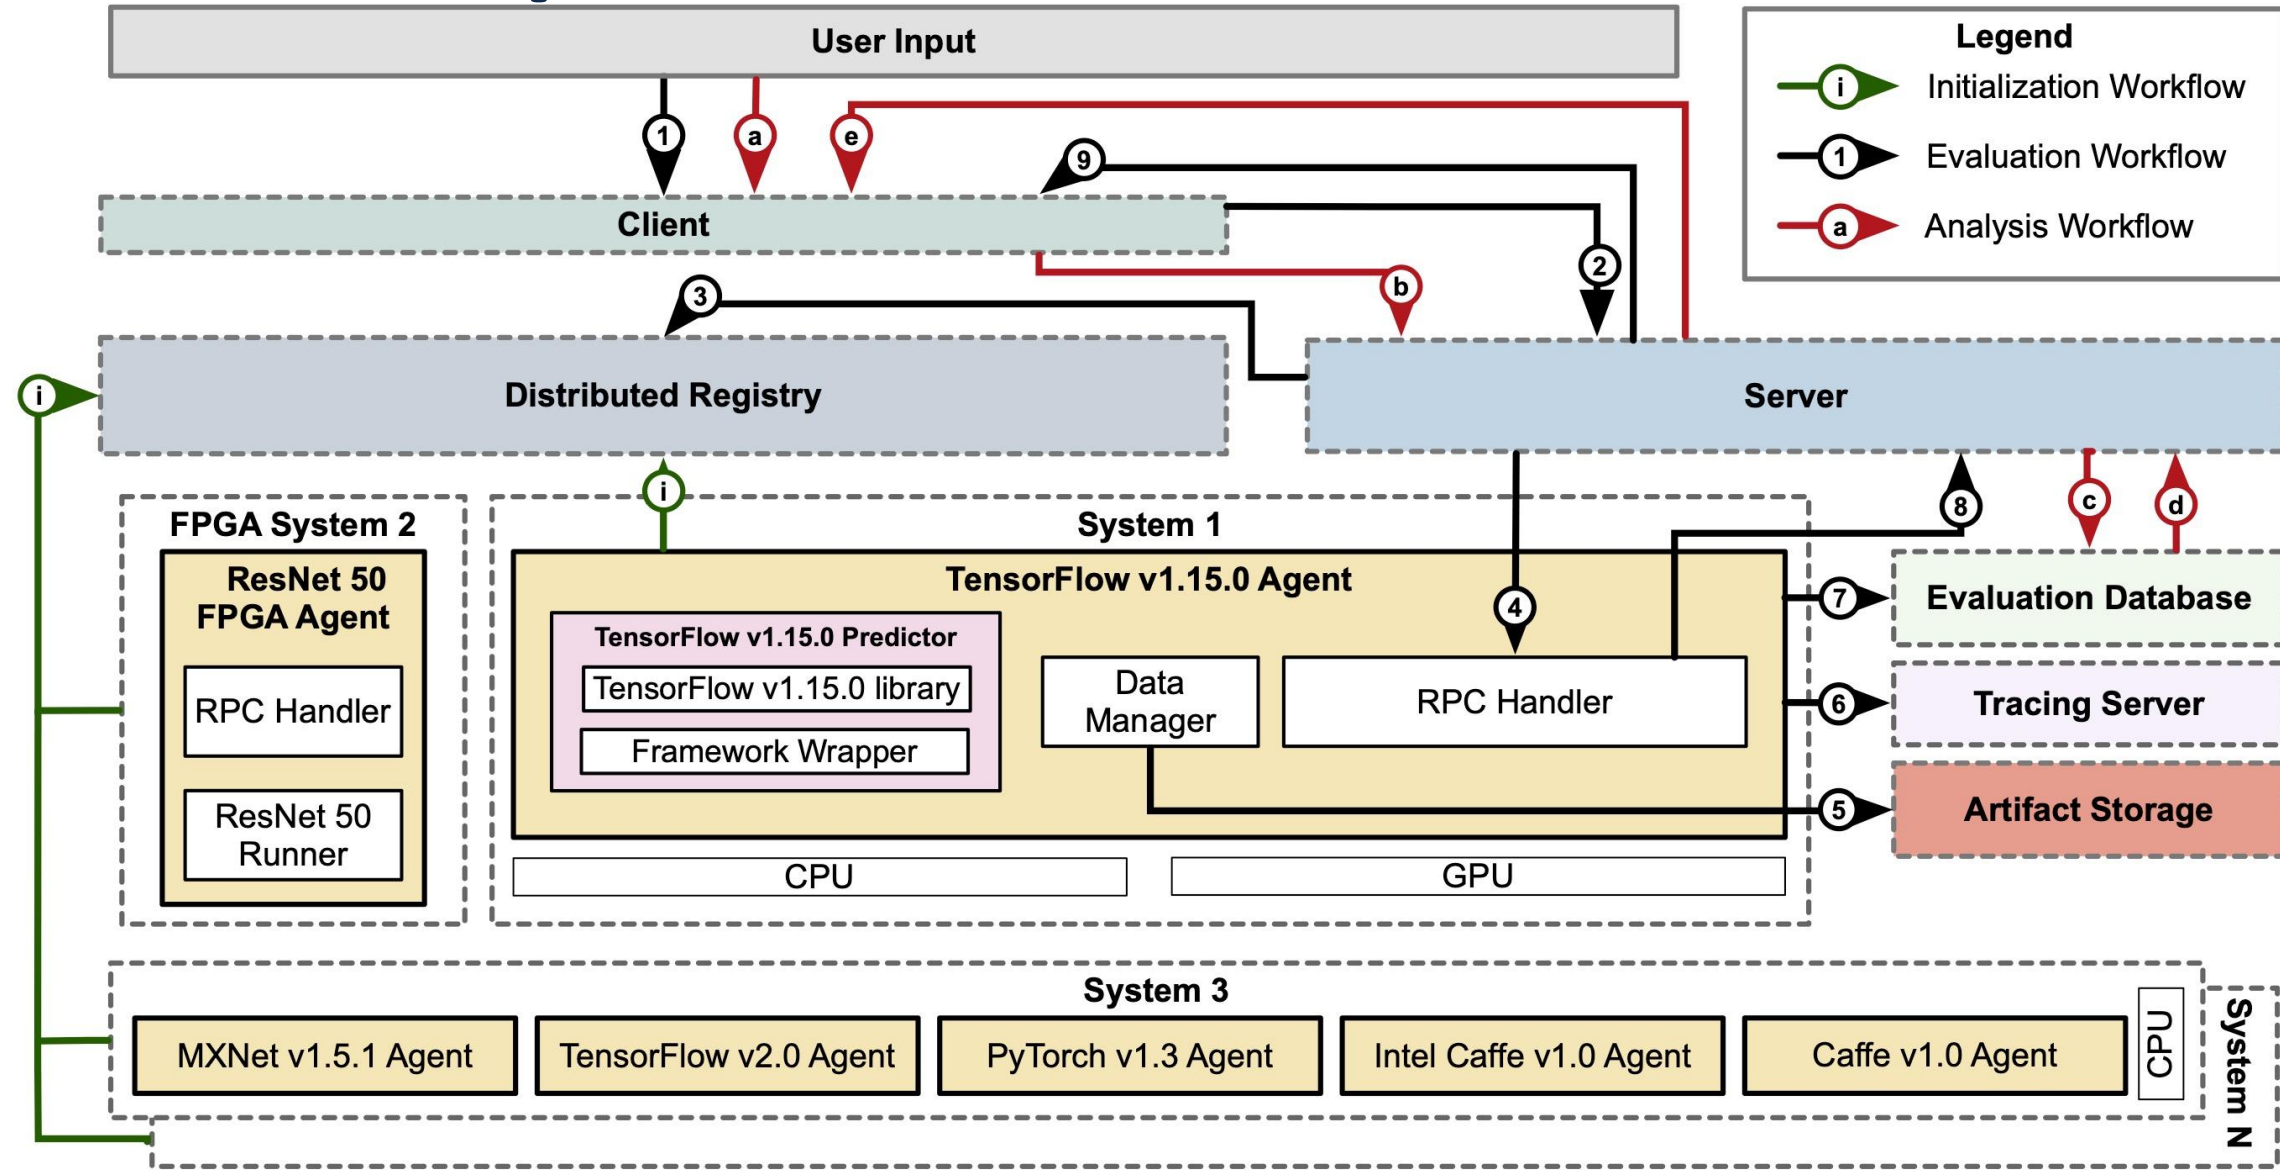 User Input
Legend
i
Initialization Workflow
1
Evaluation Workflow
a
Analysis Workflow
1
a
e
9
Client
2
b
3
i
Distributed Registry
Server
i
8
c
d
FPGA System 2
ResNet 50
FPGA Agent
RPC Handler
ResNet 50
Runner
System 1
TensorFlow v1.15.0 Agent
TensorFlow v1.15.0 Predictor
TensorFlow v1.15.0 library
Framework Wrapper
Data
Manager
4
RPC Handler
CPU
GPU
7
Evaluation Database
6
Tracing Server
5
Artifact Storage
System 3
MXNet v1.5.1 Agent
TensorFlow v2.0 Agent
PyTorch v1.3 Agent
Intel Caffe v1.0 Agent
Caffe v1.0 Agent
CPU
System N